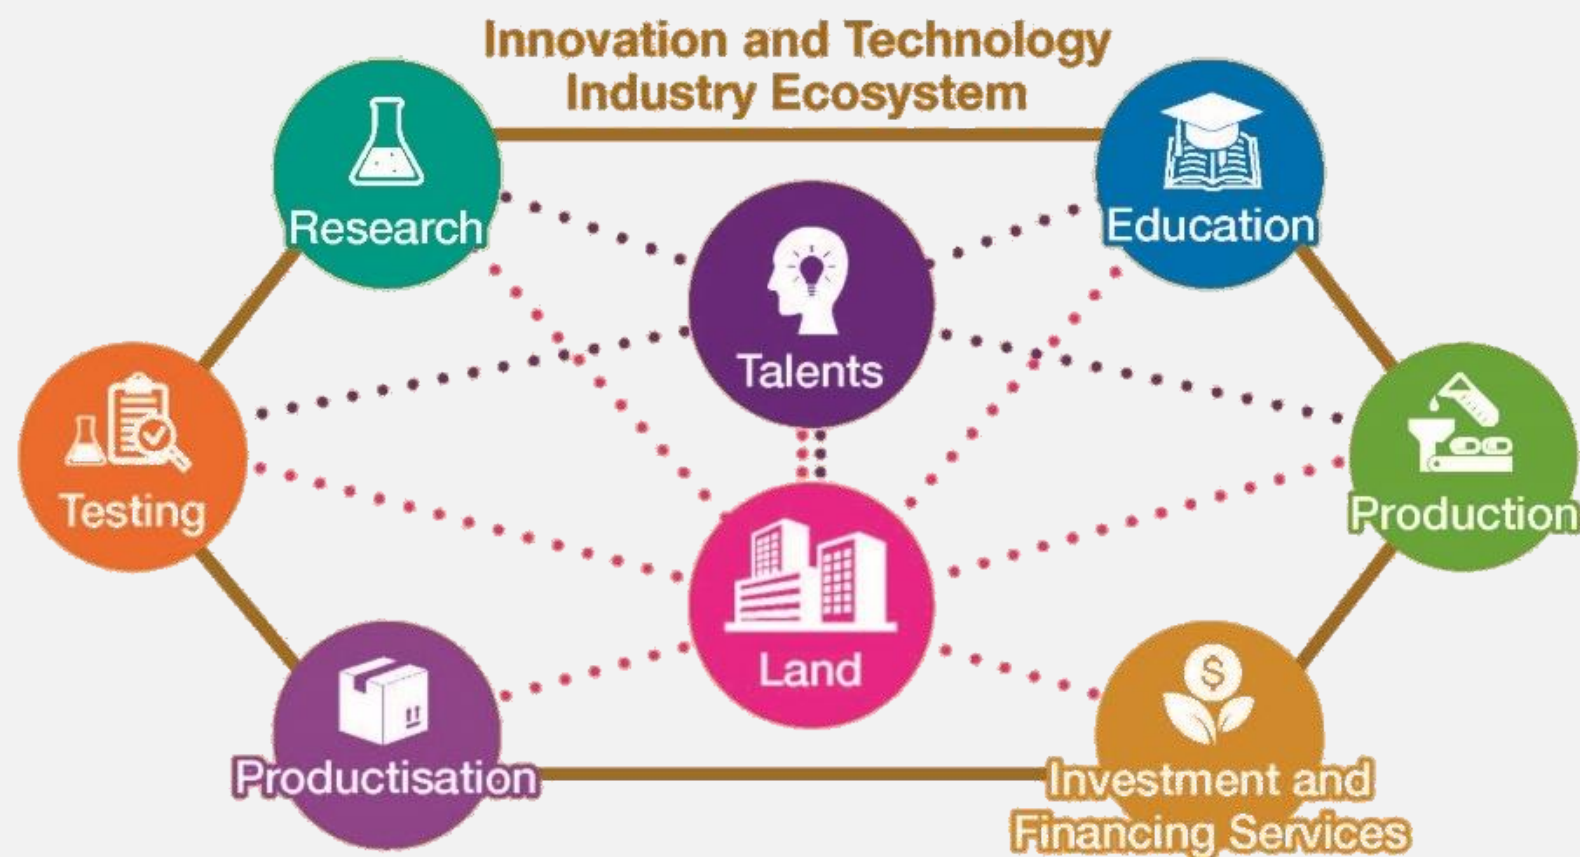 Innovation and Technology
Industry Ecosystem
Research
Education
Talents
Testing
Production
Land
$
Productisation
Investment and
Financing Services